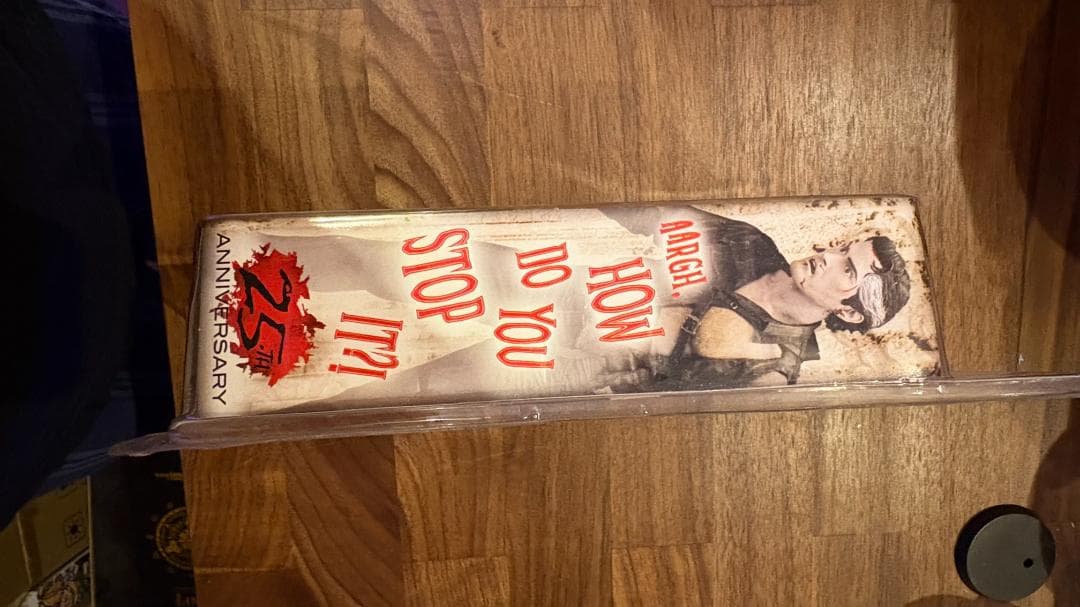 AARGH.
HOW
DO YOU
STOP
IT?!
25TH
ANNIVERSARY